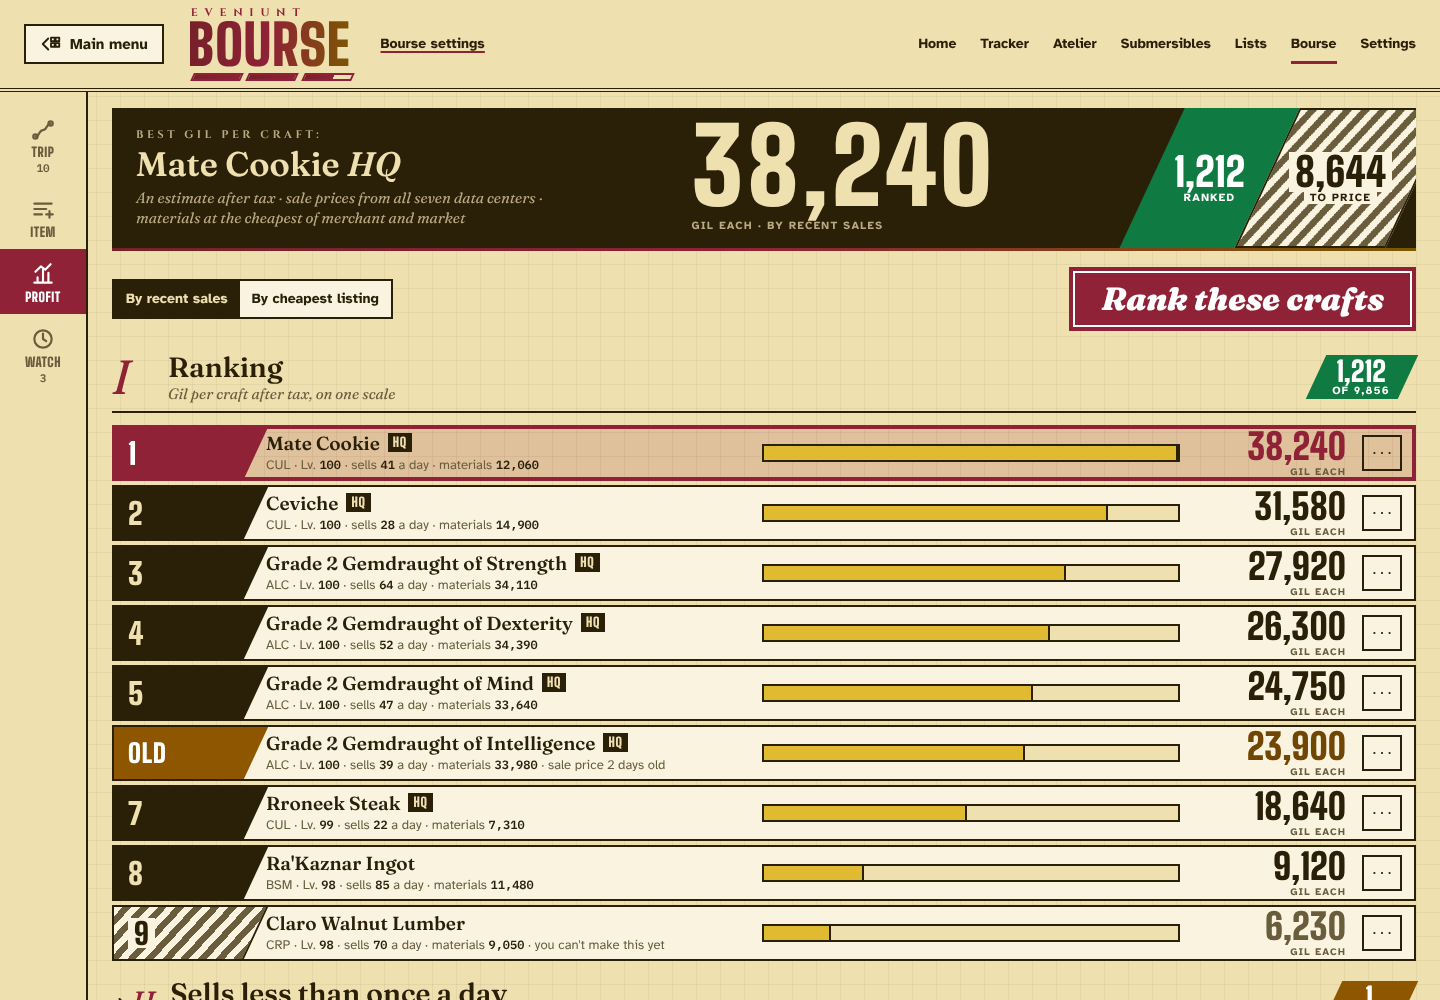 Main menu
EVENIUNT
BOURSE
Bourse settings
Home
Tracker
Atelier
Submersibles
Lists
Bourse
Settings
TRIP
10
ITEM
PROFIT
WATCH
3
BEST GIL PER CRAFT:
Mate Cookie HQ
An estimate after tax · sale prices from all seven data centers ·
materials at the cheapest of merchant and market
38,240
GIL EACH · BY RECENT SALES
1,212
RANKED
8,644
TO PRICE
By recent sales
By cheapest listing
Rank these crafts
I
Ranking
Gil per craft after tax, on one scale
1,212
OF 9,856
1
Mate Cookie HQ
CUL · Lv. 100 · sells 41 a day · materials 12,060
38,240
GIL EACH
...
2
Ceviche HQ
CUL · Lv. 100 · sells 28 a day · materials 14,900
31,580
GIL EACH
...
3
Grade 2 Gemdraught of Strength HQ
ALC · Lv. 100 · sells 64 a day · materials 34,110
27,920
GIL EACH
...
4
Grade 2 Gemdraught of Dexterity HQ
ALC · Lv. 100 · sells 52 a day · materials 34,390
26,300
GIL EACH
...
5
Grade 2 Gemdraught of Mind HQ
ALC · Lv. 100 · sells 47 a day · materials 33,640
24,750
GIL EACH
...
OLD
Grade 2 Gemdraught of Intelligence HQ
ALC · Lv. 100 · sells 39 a day · materials 33,980 · sale price 2 days old
23,900
GIL EACH
...
7
Rroneek Steak HQ
CUL · Lv. 99 · sells 22 a day · materials 7,310
18,640
GIL EACH
...
8
Ra'Kaznar Ingot
BSM · Lv. 98 · sells 85 a day · materials 11,480
9,120
GIL EACH
...
9
Claro Walnut Lumber
CRP · Lv. 98 · sells 70 a day · materials 9,050 · you can't make this yet
6,230
GIL EACH
...
II
Sells less than once a day
1